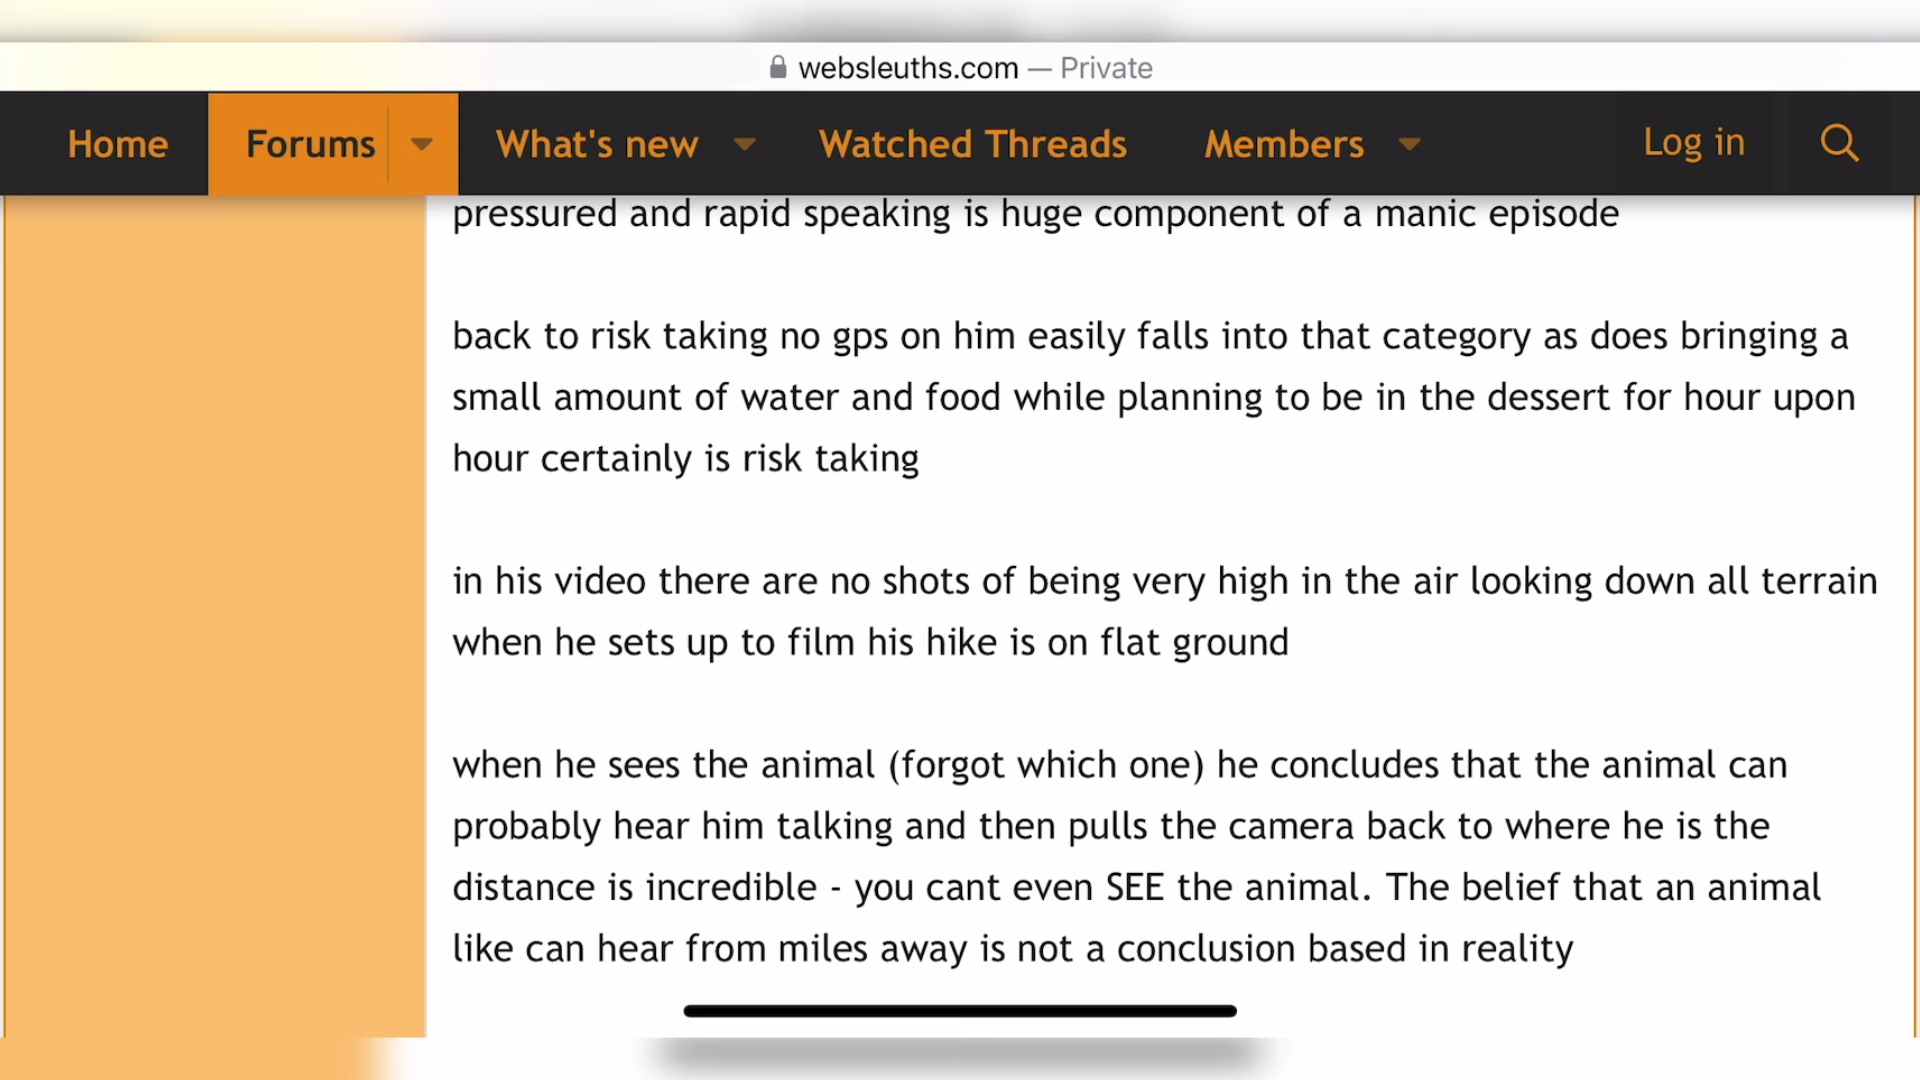 websleuths.com — Private
Home Forums What's new Watched Threads Members Log in
pressured and rapid speaking is huge component of a manic episode
back to risk taking no gps on him easily falls into that category as does bringing a
small amount of water and food while planning to be in the dessert for hour upon
hour certainly is risk taking
in his video there are no shots of being very high in the air looking down all terrain
when he sets up to film his hike is on flat ground
when he sees the animal (forgot which one) he concludes that the animal can
probably hear him talking and then pulls the camera back to where he is the
distance is incredible - you cant even SEE the animal. The belief that an animal
like can hear from miles away is not a conclusion based in reality